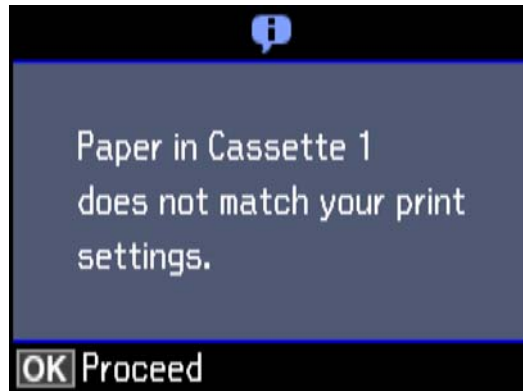 Paper in Cassette 1
does not match your print
settings.
OK Proceed